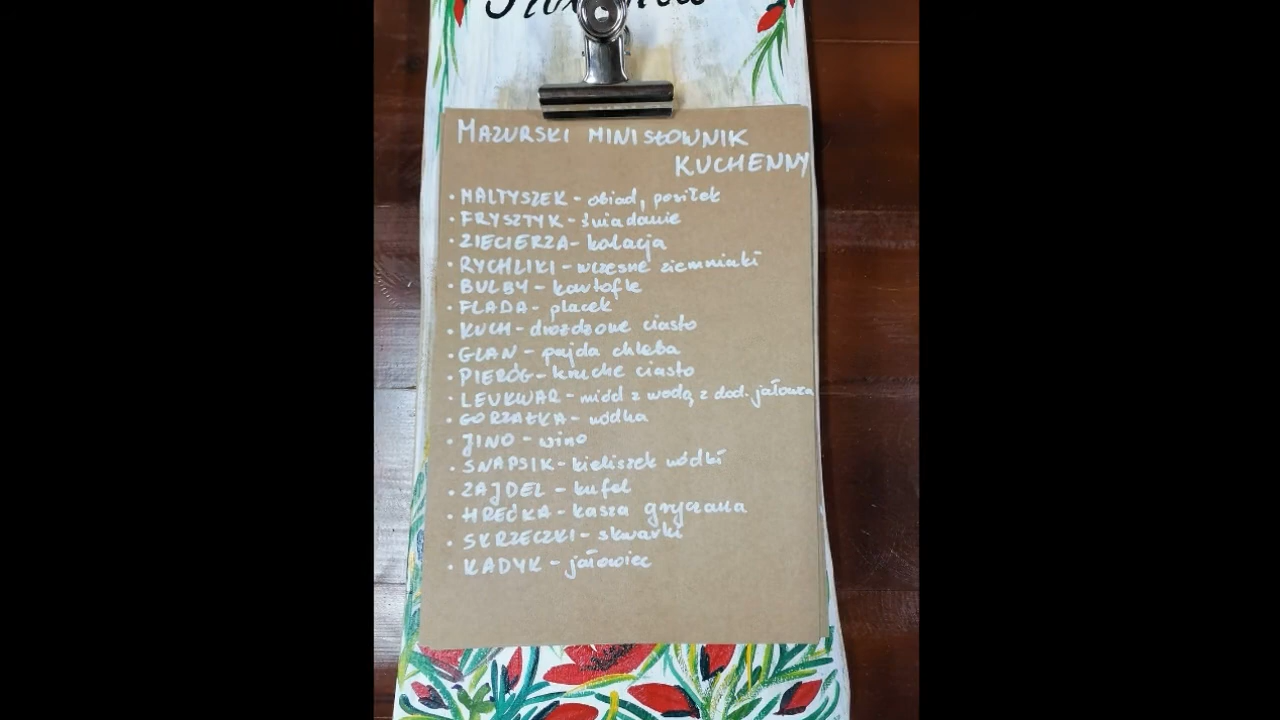 MAZURSKI MINISŁOWNIK
KUCHENNY
• MALTYSZEK - obiad, posiłek
• FRYSZTYK - śniadanie
• ZIECIERZA - kolacja
• RYCHLIKI - wczesne ziemniaki
• BULBY - kartofle
• FLADA - placek
• KUCH - drożdżone ciasto
• GLAN - pajda chleba
• PIERÓG - kruche ciasto
• LEUKWAR - miód z wodą z dod. jałowca
• GORZAŁKA - wódka
• JINO - wino
• SNAPSIK - kieliszek wódki
• ZAJDEL - kufel
• HREĆKA - kasza gryczana
• SKRZECZKI - skwarki
• KADYK - jałowiec